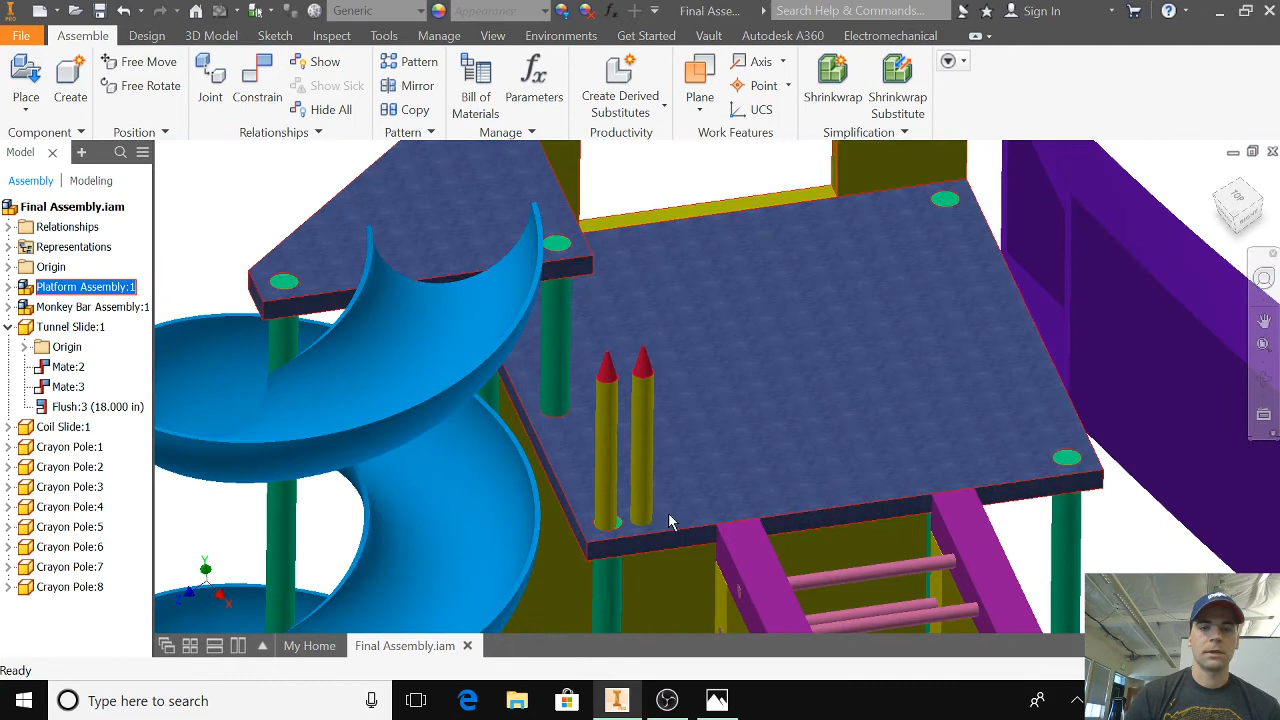 PRO
Generic
Appearance
fx
Final Asse...
Search Help & Commands...
Sign In
File
Assemble
Design
3D Model
Sketch
Inspect
Tools
Manage
View
Environments
Get Started
Vault
Autodesk A360
Electromechanical
Place
Create
Free Move
Free Rotate
Joint
Constrain
Show
Show Sick
Hide All
Pattern
Mirror
Copy
Bill of
Materials
fx
Parameters
Create Derived
Substitutes
Plane
Axis
Point
UCS
Shrinkwrap
Shrinkwrap
Substitute
Component
Position
Relationships
Pattern
Manage
Productivity
Work Features
Simplification
Model
Assembly
Modeling
Final Assembly.iam
Relationships
Representations
Origin
Platform Assembly:1
Monkey Bar Assembly:1
Tunnel Slide:1
Origin
Mate:2
Mate:3
Flush:3 (18.000 in)
Coil Slide:1
Crayon Pole:1
Crayon Pole:2
Crayon Pole:3
Crayon Pole:4
Crayon Pole:5
Crayon Pole:6
Crayon Pole:7
Crayon Pole:8
TOP
RIGHT
Y
Z
X
My Home
Final Assembly.iam
Ready
Type here to search